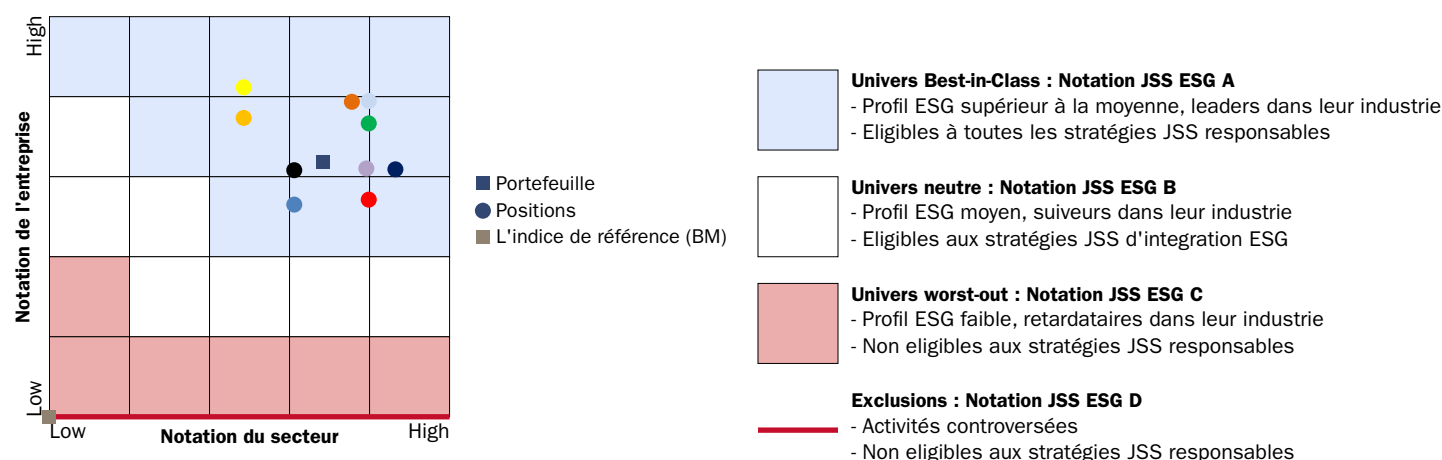 High
Notation de l'entreprise
Low
Low
Notation du secteur
High
Portefeuille
Positions
L'indice de référence (BM)
Univers Best-in-Class : Notation JSS ESG A
- Profil ESG supérieur à la moyenne, leaders dans leur industrie
- Eligibles à toutes les stratégies JSS responsables
Univers neutre : Notation JSS ESG B
- Profil ESG moyen, suiveurs dans leur industrie
- Eligibles aux stratégies JSS d'integration ESG
Univers worst-out : Notation JSS ESG C
- Profil ESG faible, retardataires dans leur industrie
- Non eligibles aux stratégies JSS responsables
Exclusions : Notation JSS ESG D
- Activités controversées
- Non eligibles aux stratégies JSS responsables